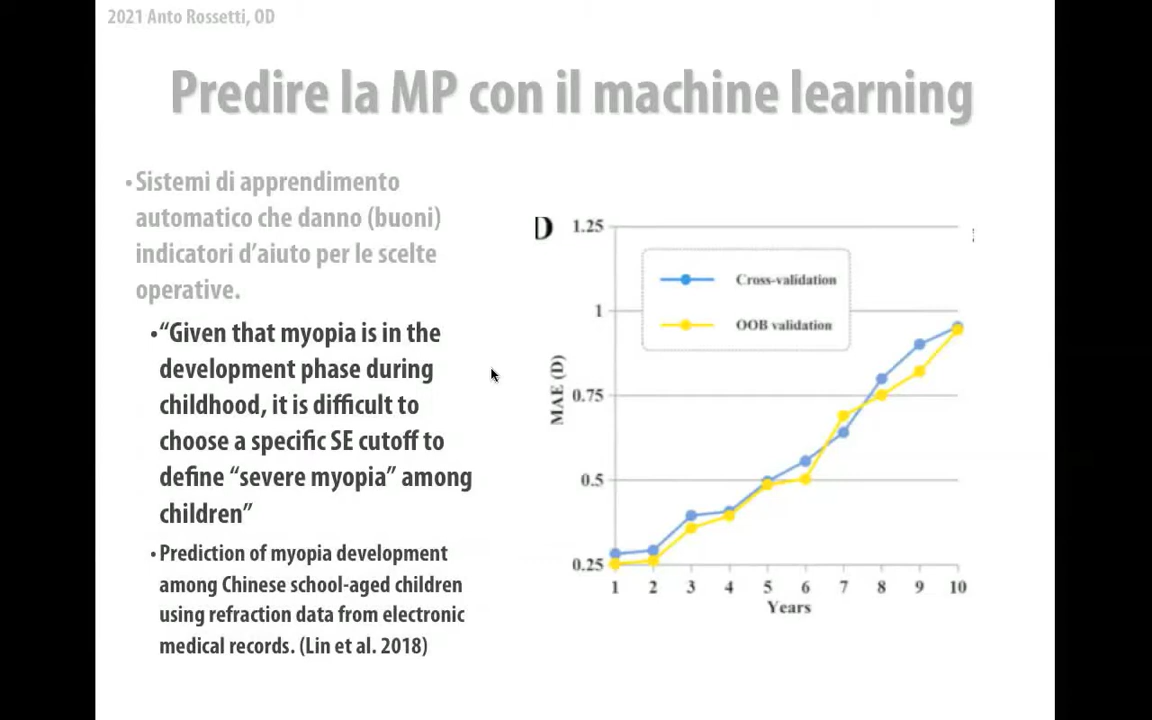 2021 Anto Rossetti, OD
Predire la MP con il machine learning
•Sistemi di apprendimento
automatico che danno (buoni)
indicatori d’aiuto per le scelte
operative.
•“Given that myopia is in the
development phase during
childhood, it is difficult to
choose a specific SE cutoff to
define “severe myopia” among
children”
•Prediction of myopia development
among Chinese school-aged children
using refraction data from electronic
medical records. (Lin et al. 2018)
D
1.25
1
0.75
0.5
0.25
MAE (D)
Cross-validation
OOB validation
1 2 3 4 5 6 7 8 9 10
Years